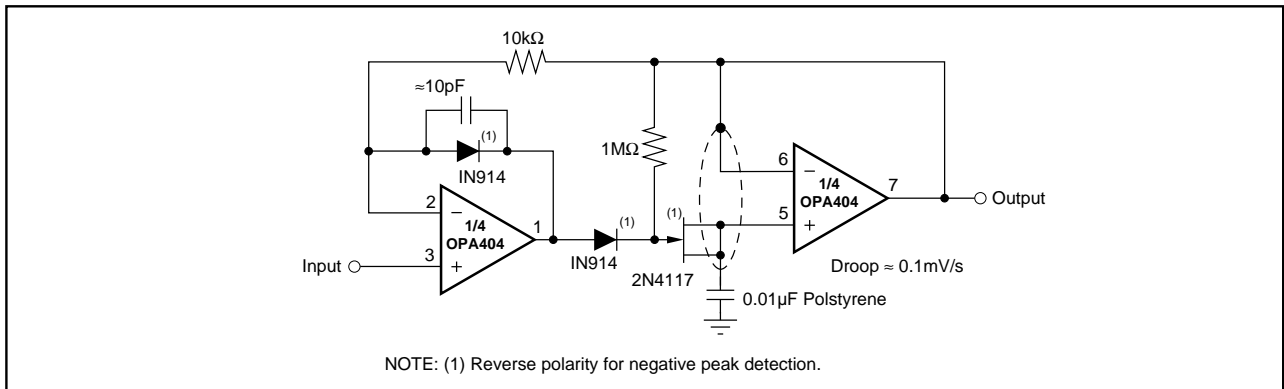 10kΩ
≈10pF
(1)
IN914
1MΩ
2
3
1/4
OPA404
1
(1)
IN914
(1)
2N4117
6
5
1/4
OPA404
7
Output
Input
Droop ≈ 0.1mV/s
0.01µF Polstyrene
NOTE: (1) Reverse polarity for negative peak detection.